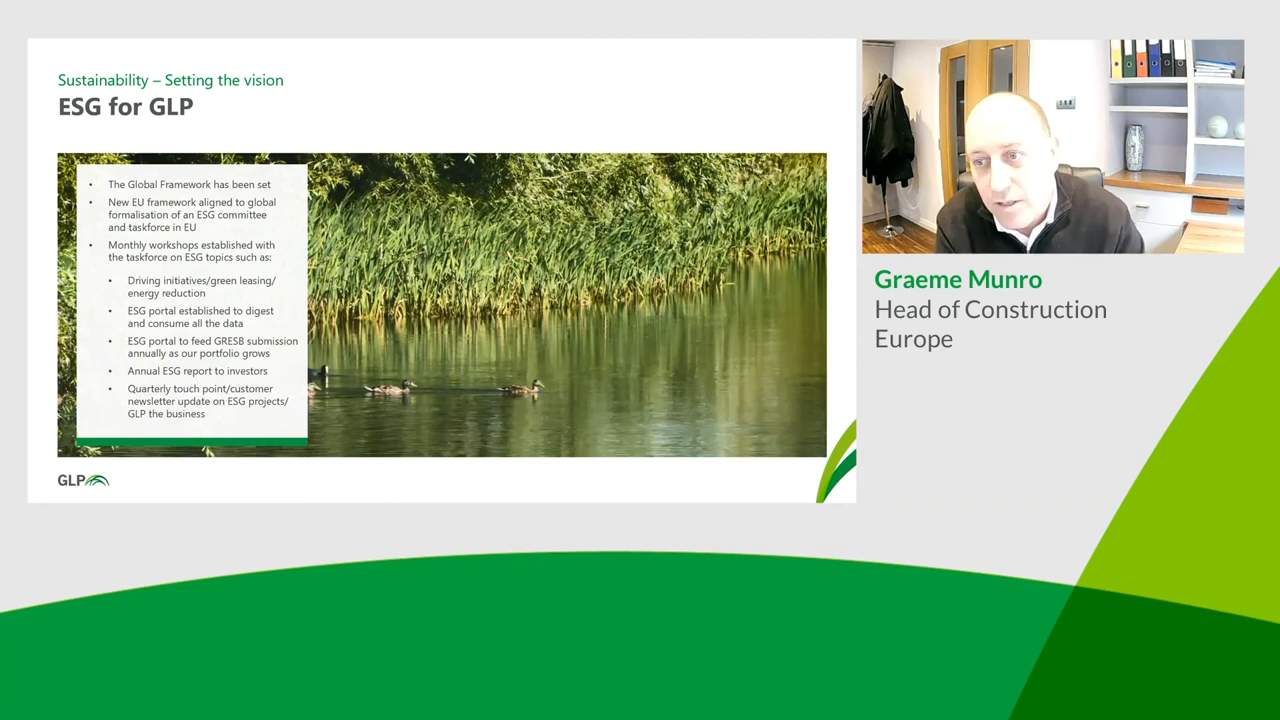 Sustainability – Setting the vision
ESG for GLP
• The Global Framework has been set
• New EU framework aligned to global
formalisation of an ESG committee
and taskforce in EU
• Monthly workshops established with
the taskforce on ESG topics such as:
• Driving initiatives/green leasing/
energy reduction
• ESG portal established to digest
and consume all the data
• ESG portal to feed GRESB submission
annually as our portfolio grows
• Annual ESG report to investors
• Quarterly touch point/customer
newsletter update on ESG projects/
GLP the business
GLP
Graeme Munro
Head of Construction
Europe